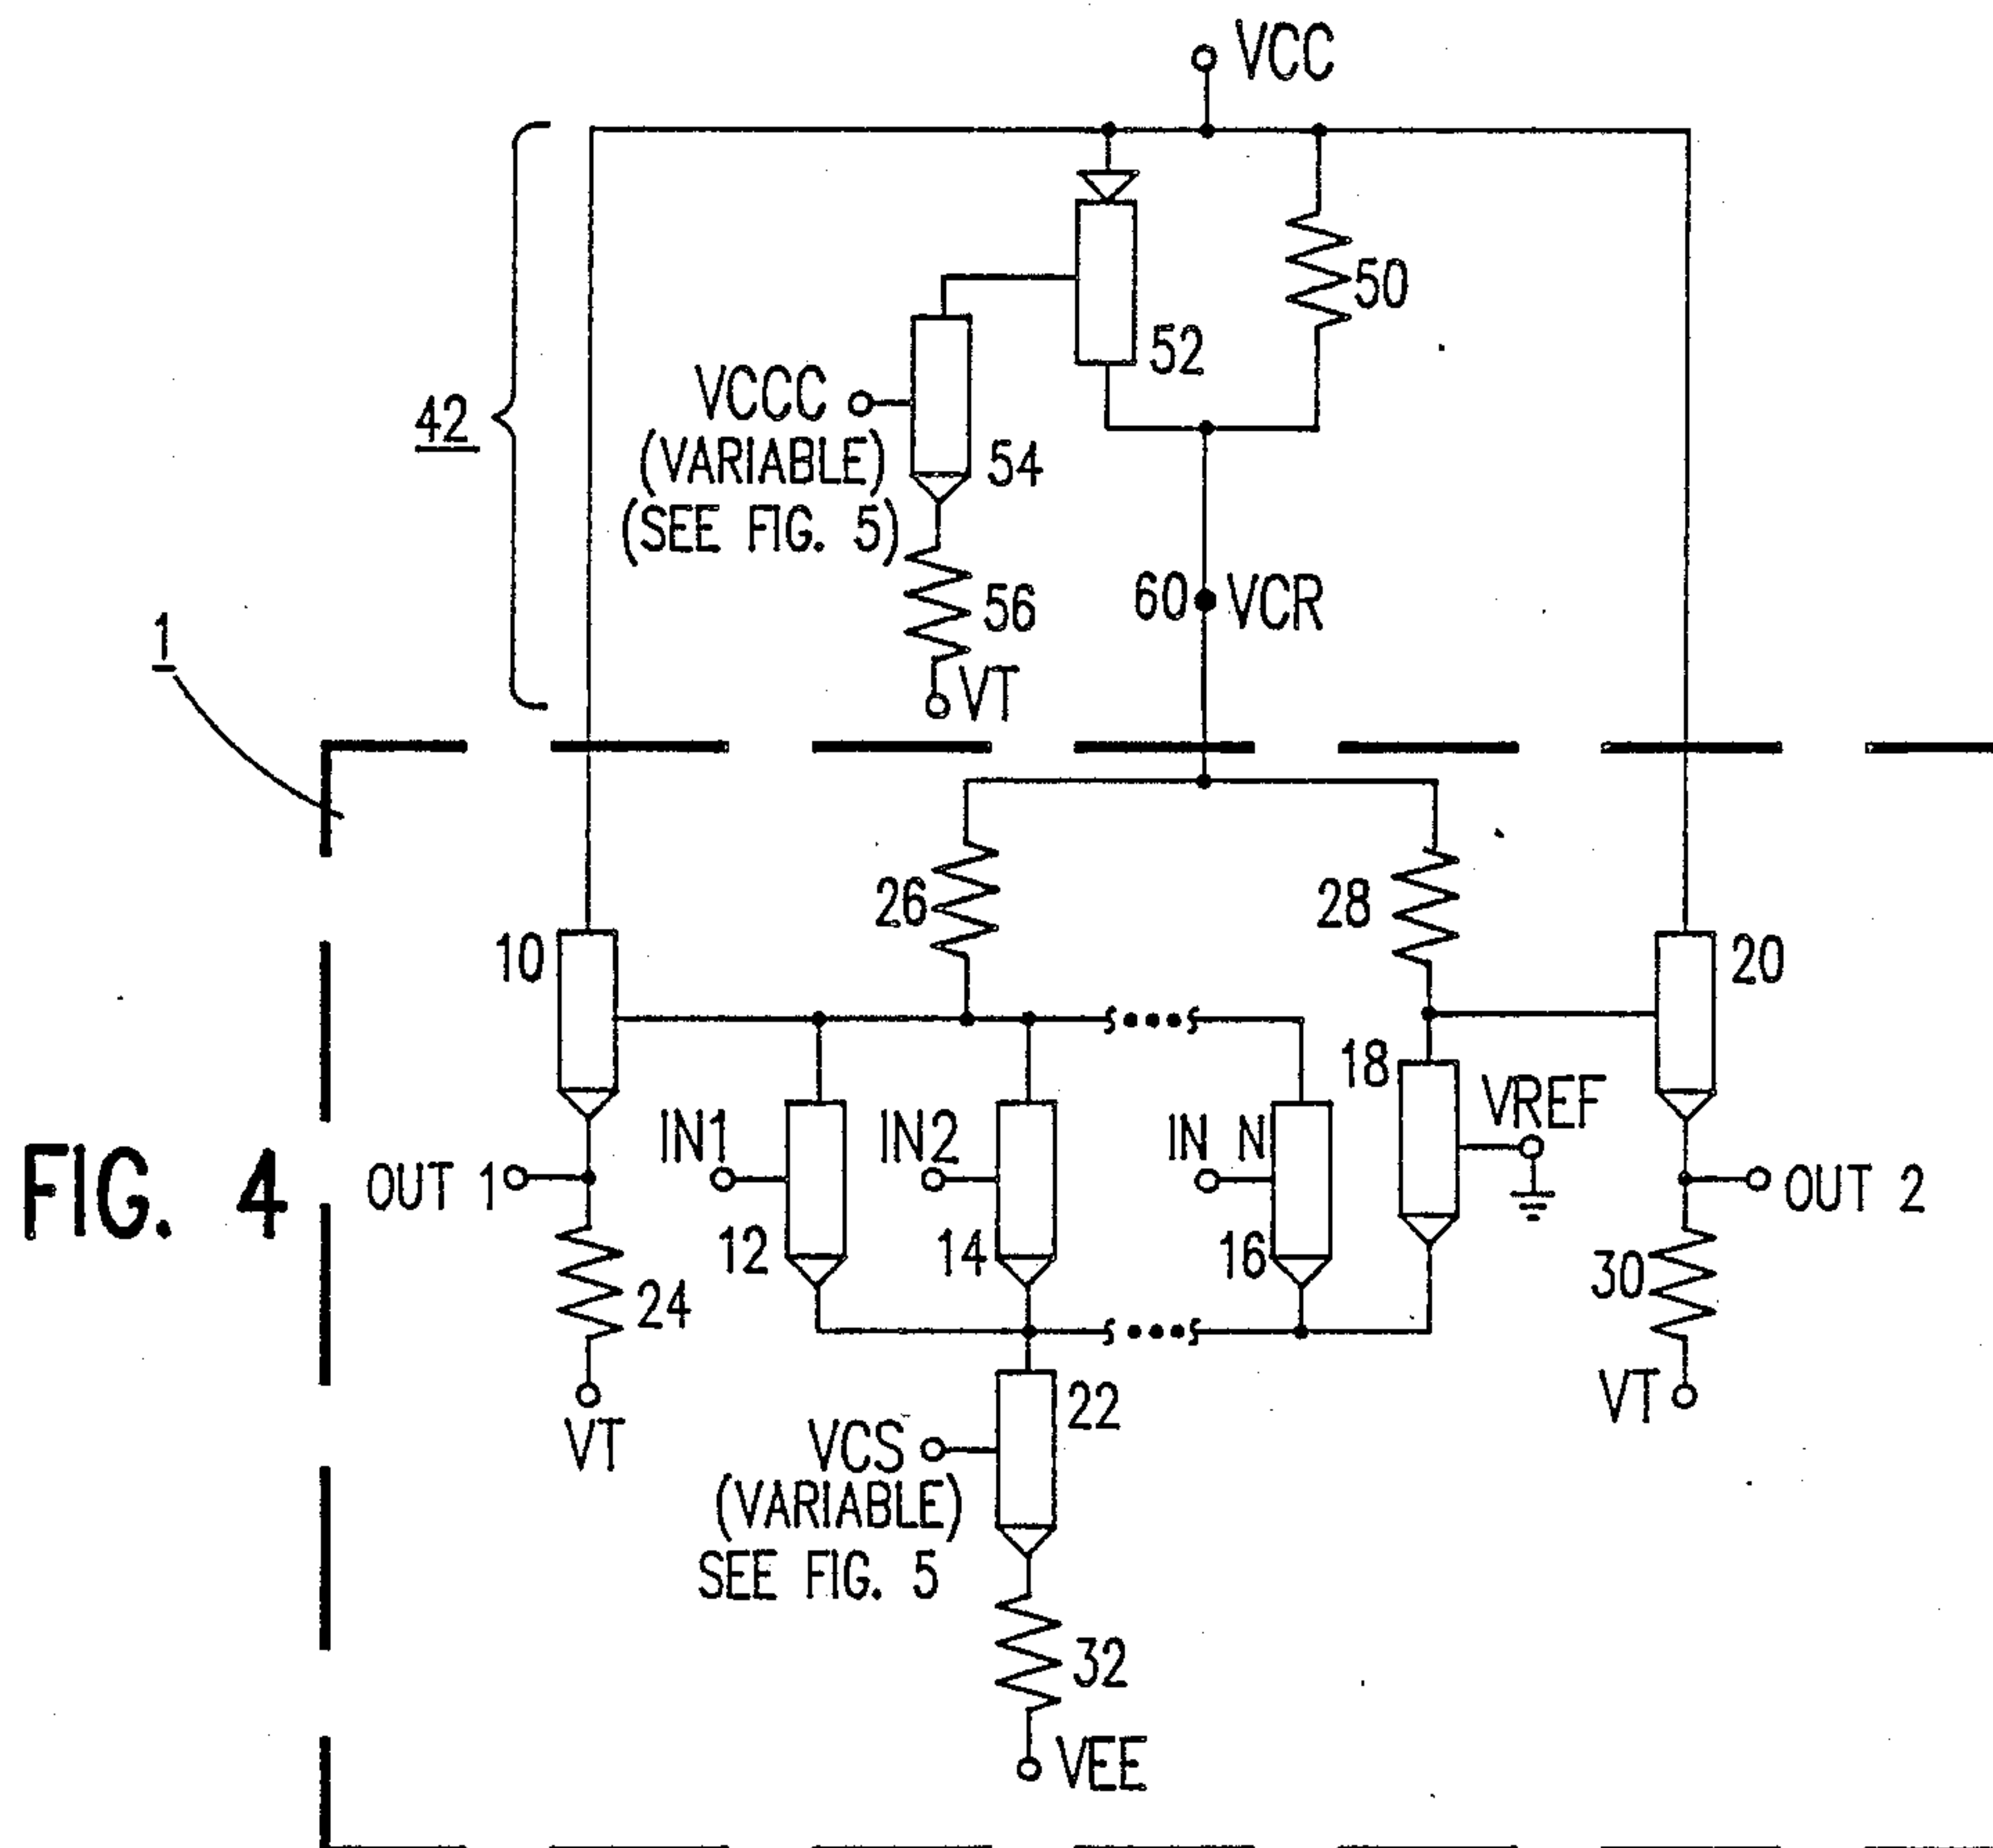 VCC
50
52
VCCC
(VARIABLE)
(SEE FIG. 5)
54
42
56
60 VCR
VT
1
26
28
10
20
18
VREF
IN1
IN2
IN N
OUT 1
OUT 2
12
14
16
24
30
VT
VT
22
VCS
(VARIABLE)
SEE FIG. 5
32
VEE
FIG. 4